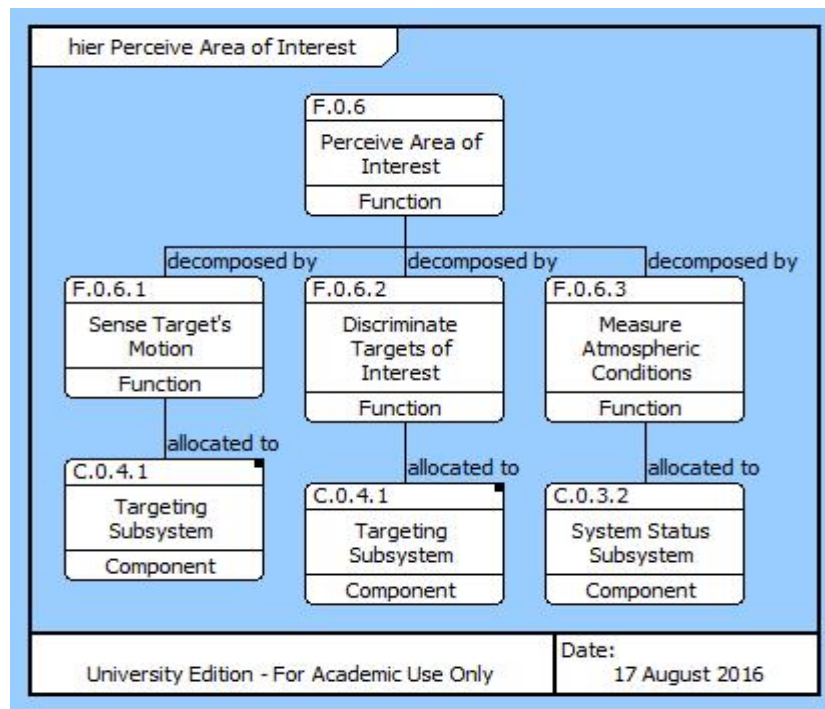 hier Perceive Area of Interest
F.0.6
Perceive Area of
Interest
Function
decomposed by
decomposed by
decomposed by
F.0.6.1
Sense Target's
Motion
Function
F.0.6.2
Discriminate
Targets of
Interest
Function
F.0.6.3
Measure
Atmospheric
Conditions
Function
allocated to
allocated to
allocated to
C.0.4.1
Targeting
Subsystem
Component
C.0.4.1
Targeting
Subsystem
Component
C.0.3.2
System Status
Subsystem
Component
University Edition - For Academic Use Only
Date:
17 August 2016